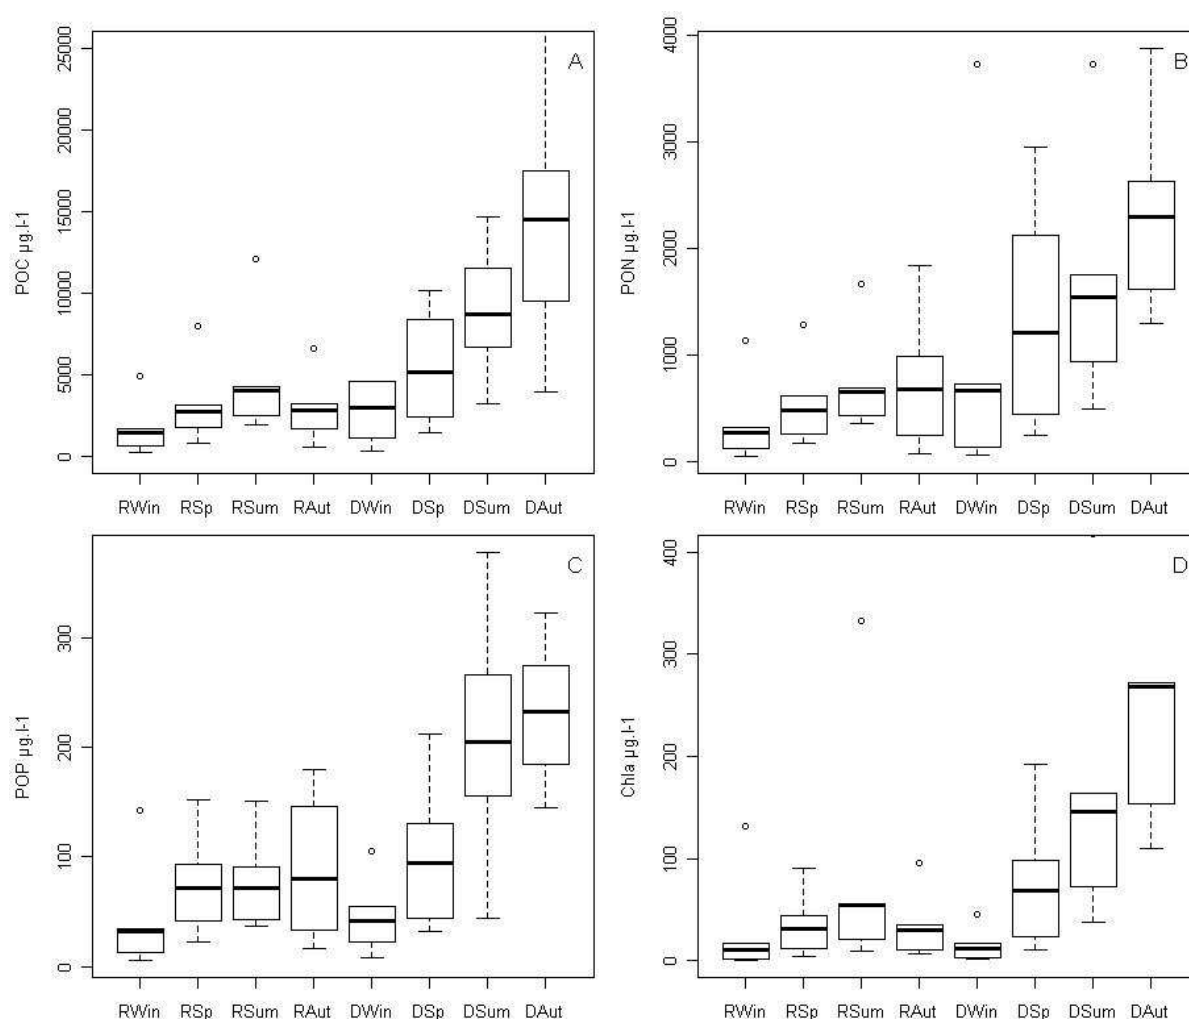 A
25000
20000
15000
10000
5000
0
POC µg.l-1
RWin RSp RSum RAut DWin DSp DSum DAut
B
4000
3000
2000
1000
0
PON µg.l-1
RWin RSp RSum RAut DWin DSp DSum DAut
C
300
200
100
0
POP µg.l-1
RWin RSp RSum RAut DWin DSp DSum DAut
D
400
300
200
100
0
Chla µg.l-1
RWin RSp RSum RAut DWin DSp DSum DAut